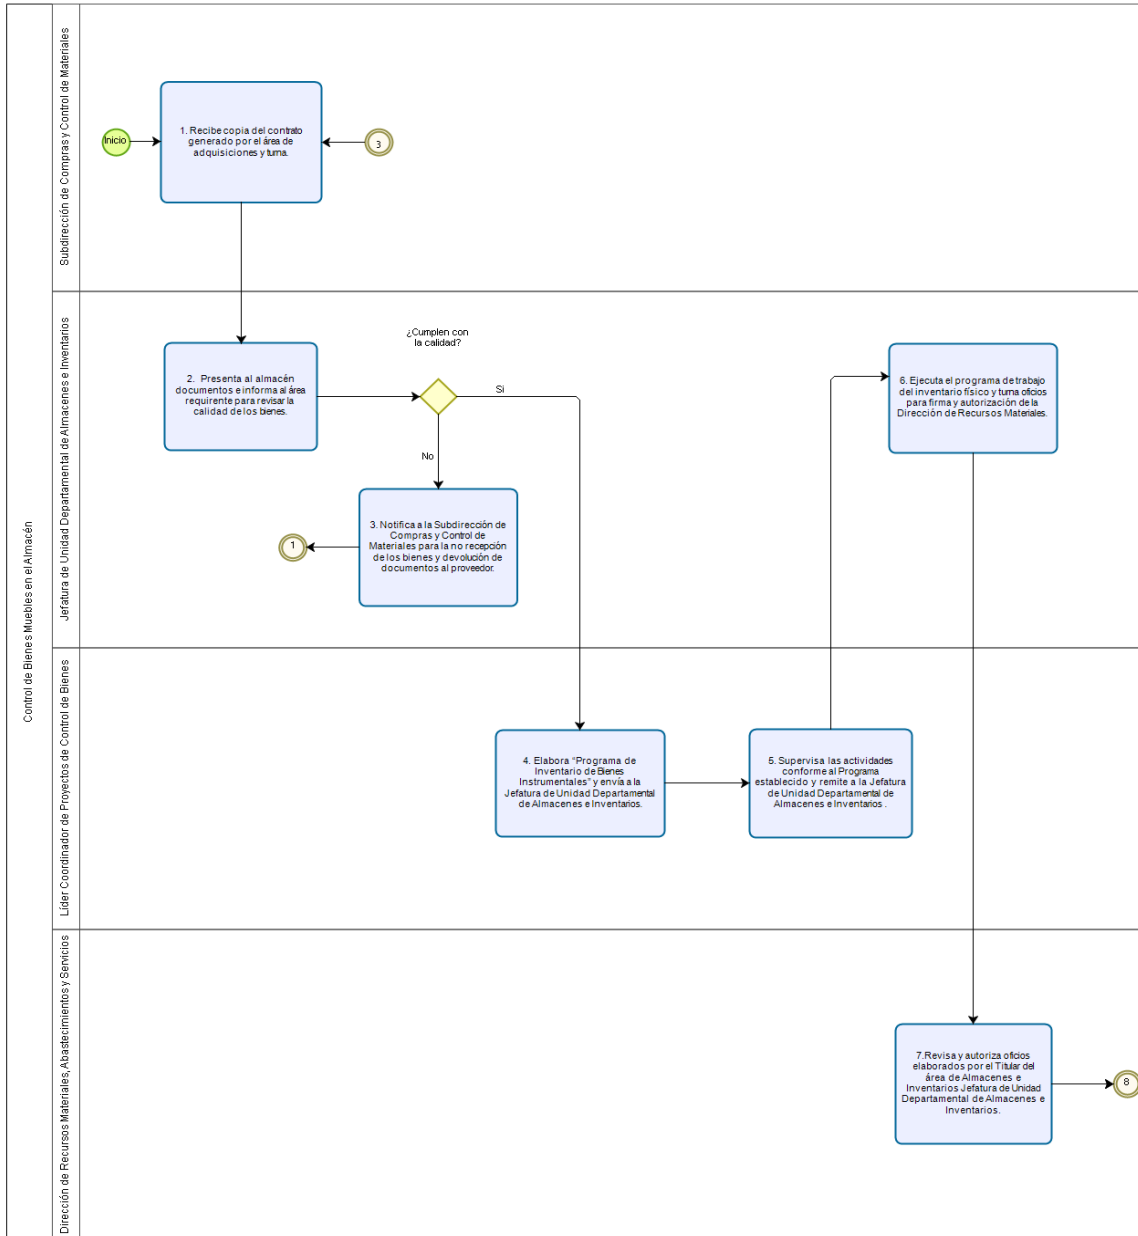 Control de Bienes Muebles en el Almacén
Subdirección de Compras y Control de Materiales
Inicio
1. Recibe copia del contrato
generado por el área de
adquisiciones y turna.
3
Jefatura de Unidad Departamental de Almacenes e Inventarios
2. Presenta al almacén
documentos e informa al área
requirente para revisar la
calidad de los bienes.
¿Cumplen con
la calidad?
Si
No
3. Notifica a la Subdirección de
Compras y Control de
Materiales para la no recepción
de los bienes y devolución de
documentos al proveedor.
1
6. Ejecuta el programa de trabajo
del inventario físico y turna oficios
para firma y autorización de la
Dirección de Recursos Materiales.
Líder Coordinador de Proyectos de Control de Bienes
4. Elabora “Programa de
Inventario de Bienes
Instrumentales” y envía a la
Jefatura de Unidad Departamental
de Almacenes e Inventarios.
5. Supervisa las actividades
conforme al Programa
establecido y remite a la Jefatura
de Unidad Departamental de
Almacenes e Inventarios .
Dirección de Recursos Materiales, Abastecimientos y Servicios
7.Revisa y autoriza oficios
elaborados por el Titular del
área de Almacenes e
Inventarios Jefatura de Unidad
Departamental de Almacenes e
Inventarios.
8